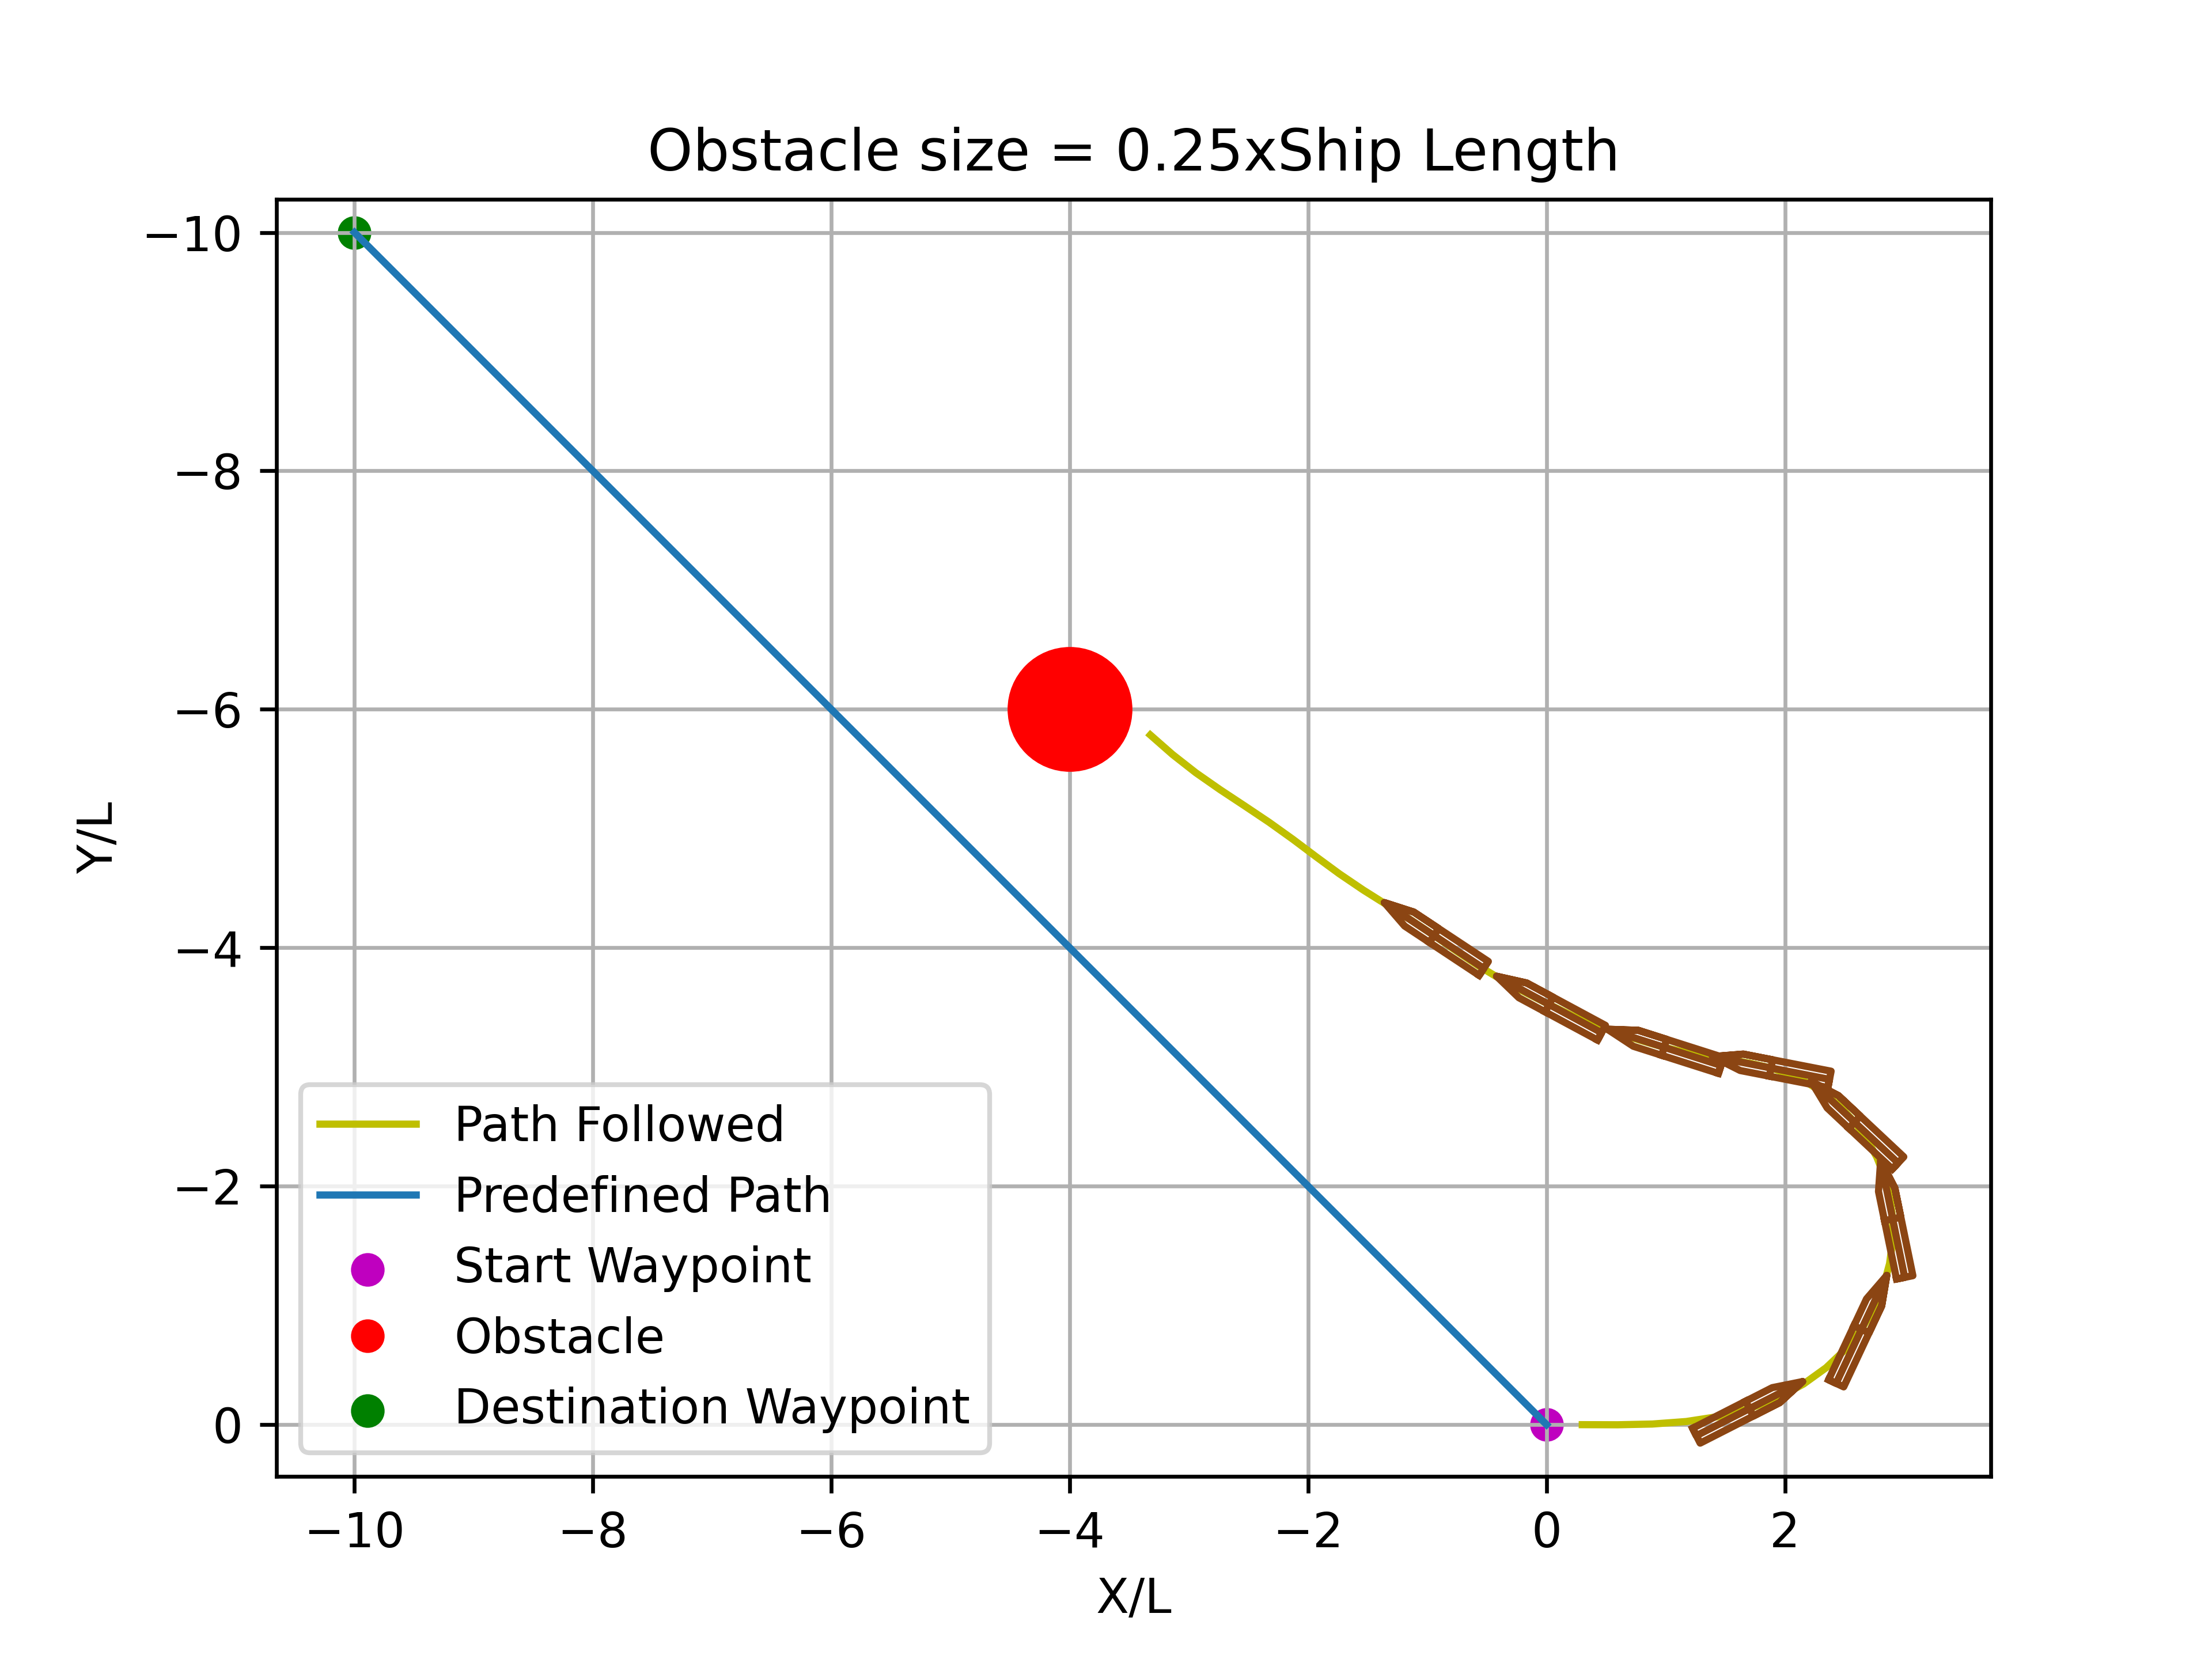 Obstacle size = 0.25xShip Length
−10
−8
−6
−4
−2
0
Y/L
Path Followed
Predefined Path
Start Waypoint
Obstacle
Destination Waypoint
−10 −8 −6 −4 −2 0 2
X/L